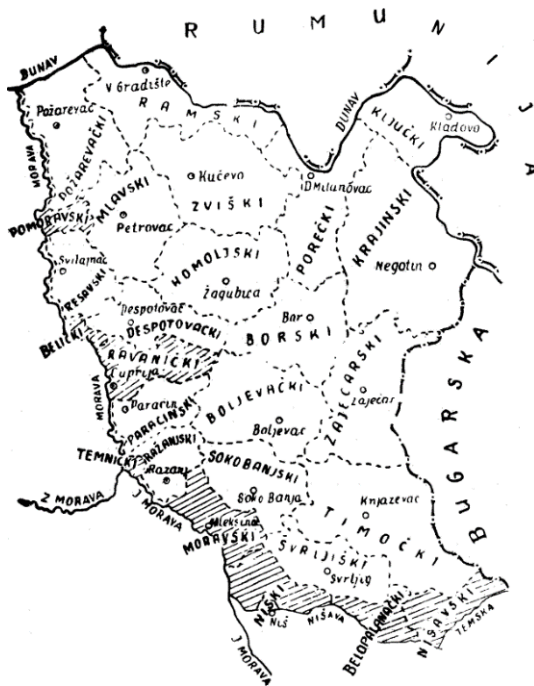 RUMUNIJA
DUNAV
V Gradište
RAMSKI
Požarevac
DUNAV
KLJUČKI
Kladovo
MORAVA
POŽAREVAČKI
MLAVSKI
Kučevo
ZVIŠKI
D Milanovac
POREČKI
KRAJINSKI
POMORAVSKI
Petrovac
HOMOLJSKI
Negotin
Svilajnac
RESAVSKI
Žagubica
Despotovac
DESPOTOVACKI
Bor
BORSKI
BELIČKI
RAVANIČKI
Ćuprija
MORAVA
Paraćin
PARAĆINSKI
BOLJEVAČKI
Boljevac
ZAJEČARSKI
Zaječar
BUGARSKA
TEMNIĆKI
RAŽANJSKI
Ražanj
SOKOBANJSKI
Soko Banja
Z MORAVA
J MORAVA
Aleksinac
MORAVSKI
Knjaževac
TIMOČKI
SVRLJIŠKI
Svrljig
NIŠKI
Niš
NIŠAVA
BELOPALANAČKI
NIŠAVSKI
TEMSKA
J MORAVA